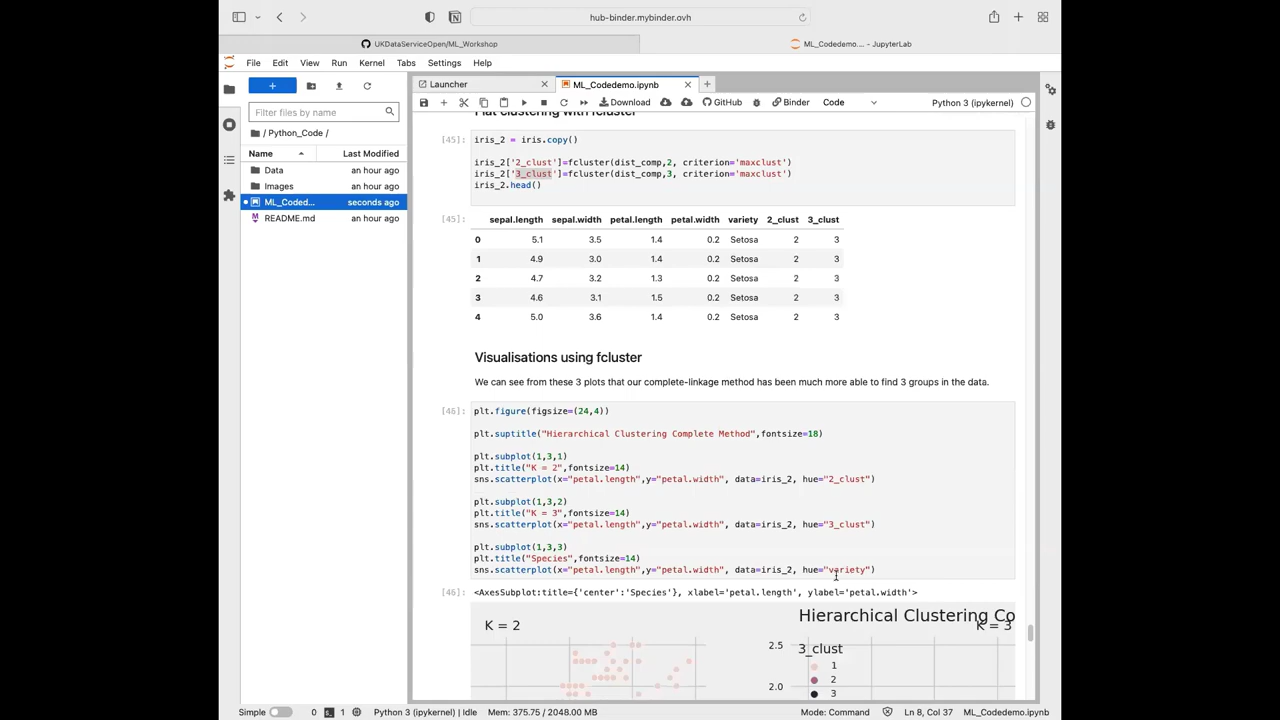 hub-binder.mybinder.ovh
UKDataServiceOpen/ML_Workshop
ML_Codedemo.... - JupyterLab
File Edit View Run Kernel Tabs Settings Help
Launcher
ML_Codedemo.ipynb
Filter files by name
Download GitHub Binder Code Python 3 (ipykernel)
/ Python_Code /
Name Last Modified
Data an hour ago
Images an hour ago
ML_Coded... seconds ago
README.md an hour ago
Flat clustering with fcluster
[45]: iris_2 = iris.copy()
iris_2['2_clust']=fcluster(dist_comp,2, criterion='maxclust')
iris_2['3_clust']=fcluster(dist_comp,3, criterion='maxclust')
iris_2.head()
[45]: sepal.length sepal.width petal.length petal.width variety 2_clust 3_clust
0 5.1 3.5 1.4 0.2 Setosa 2 3
1 4.9 3.0 1.4 0.2 Setosa 2 3
2 4.7 3.2 1.3 0.2 Setosa 2 3
3 4.6 3.1 1.5 0.2 Setosa 2 3
4 5.0 3.6 1.4 0.2 Setosa 2 3
Visualisations using fcluster
We can see from these 3 plots that our complete-linkage method has been much more able to find 3 groups in the data.
[46]: plt.figure(figsize=(24,4))
plt.suptitle("Hierarchical Clustering Complete Method",fontsize=18)
plt.subplot(1,3,1)
plt.title("K = 2",fontsize=14)
sns.scatterplot(x="petal.length",y="petal.width", data=iris_2, hue="2_clust")
plt.subplot(1,3,2)
plt.title("K = 3",fontsize=14)
sns.scatterplot(x="petal.length",y="petal.width", data=iris_2, hue="3_clust")
plt.subplot(1,3,3)
plt.title("Species",fontsize=14)
sns.scatterplot(x="petal.length",y="petal.width", data=iris_2, hue="variety")
[46]: <AxesSubplot:title={'center':'Species'}, xlabel='petal.length', ylabel='petal.width'>
Hierarchical Clustering Co
K = 2
K = 3
2.5
3_clust
1
2
2.0
3
Simple 0 1 Python 3 (ipykernel) | Idle Mem: 375.75 / 2048.00 MB Mode: Command Ln 8, Col 37 ML_Codedemo.ipynb